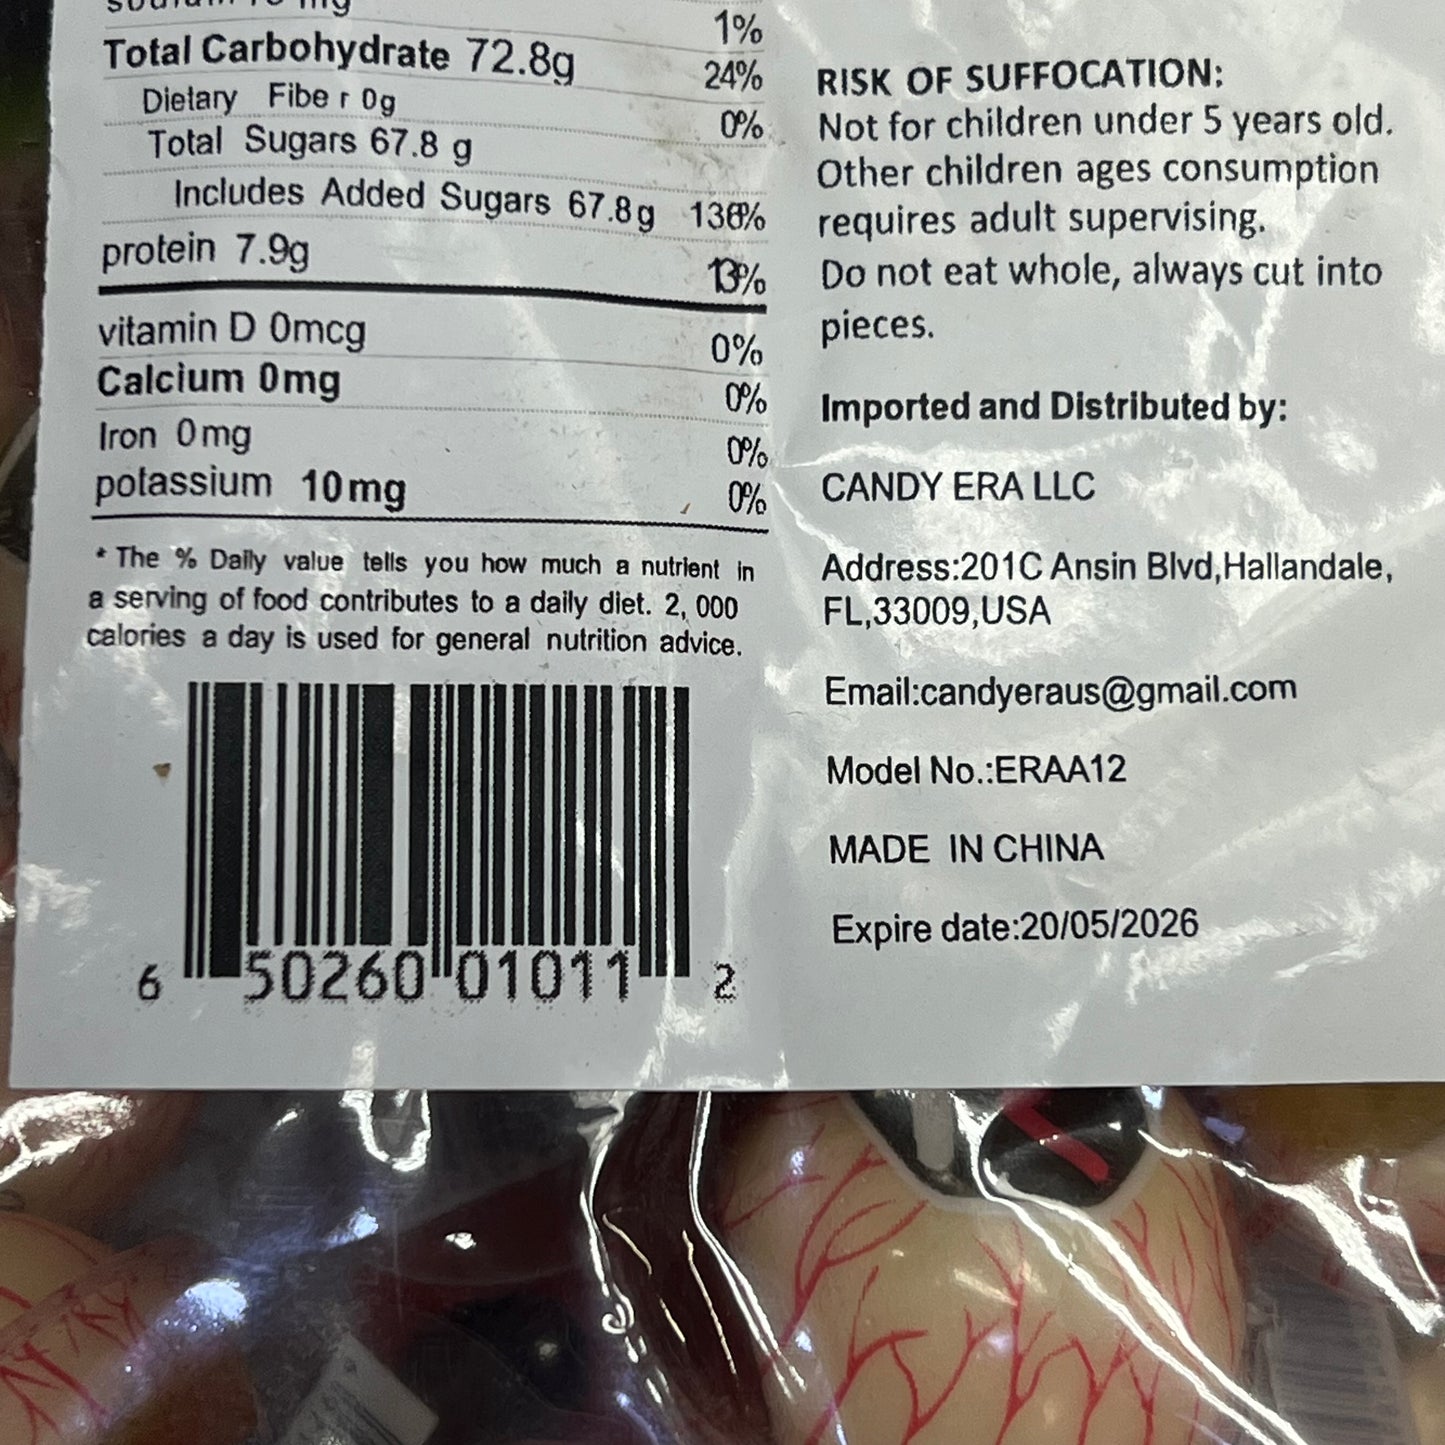 sodium 18 mg
1%
Total Carbohydrate 72.8g
24%
Dietary Fibe r 0g
0%
Total Sugars 67.8 g
Includes Added Sugars 67.8g
protein 7.9g
13%
vitamin D 0mcg
0%
Calcium 0mg
0%
Iron 0mg
0%
potassium 10mg
0%
* The % Daily value tells you how much a nutrient in
a serving of food contributes to a daily diet. 2, 000
calories a day is used for general nutrition advice.
6 50260 01011 2
RISK OF SUFFOCATION:
Not for children under 5 years old.
Other children ages consumption
requires adult supervising.
Do not eat whole, always cut into
pieces.
Imported and Distributed by:
CANDY ERA LLC
Address:201C Ansin Blvd,Hallandale,
FL,33009,USA
Email:candyeraus@gmail.com
Model No.:ERAA12
MADE IN CHINA
Expire date:20/05/2026